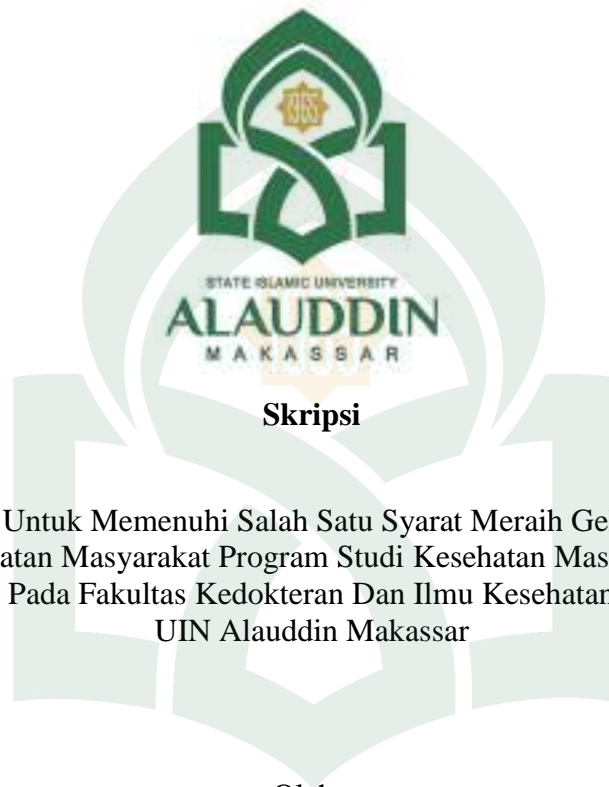 1965
STATE ISLAMIC UNIVERSITY
ALAUDDIN
MAKASSAR
Skripsi
Untuk Memenuhi Salah Satu Syarat Meraih Ge
atan Masyarakat Program Studi Kesehatan Mas
Pada Fakultas Kedokteran Dan Ilmu Kesehatan
UIN Alauddin Makassar